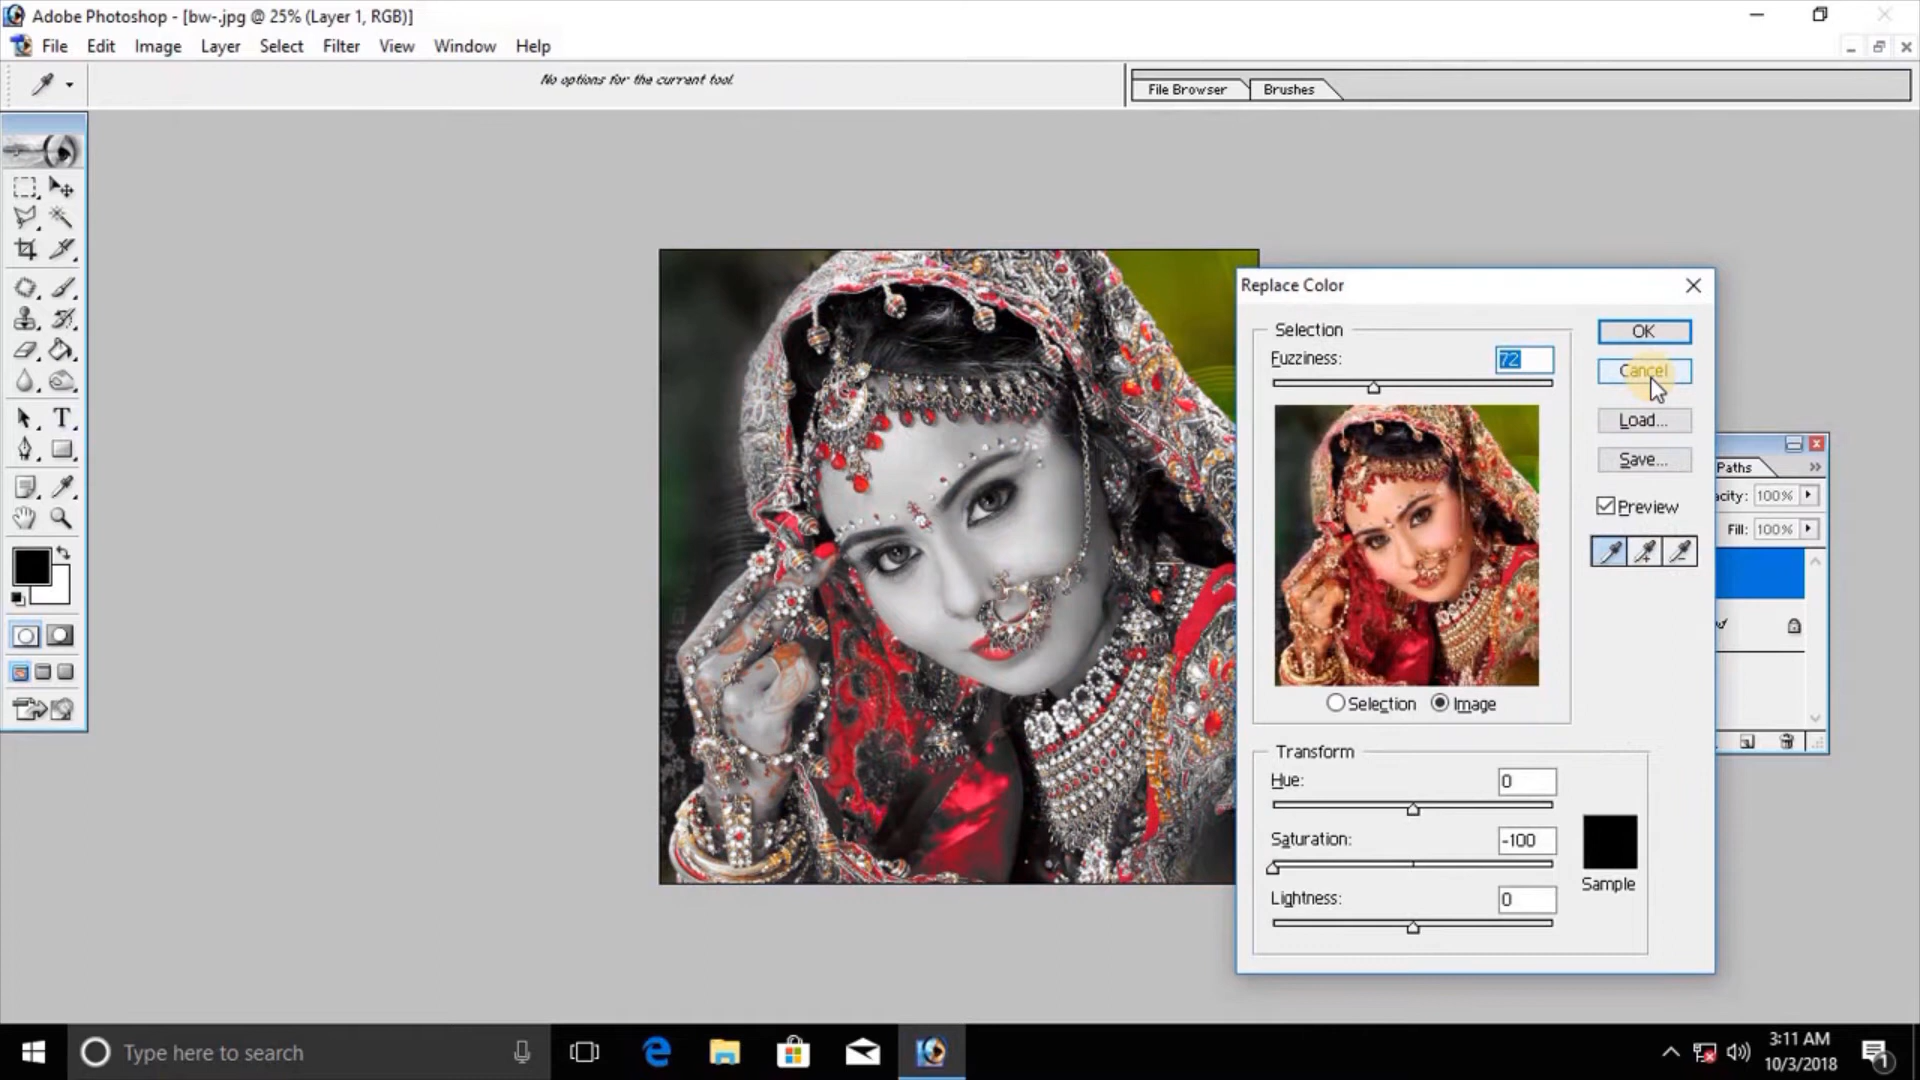 Adobe Photoshop - [bw-.jpg @ 25% (Layer 1, RGB)]
File Edit Image Layer Select Filter View Window Help
No options for the current tool.
File Browser Brushes
Replace Color
Selection
OK
Fuzziness: 72
Cancel
Load...
Save...
Paths
acity: 100%
Preview
Fill: 100%
Selection Image
Transform
Hue: 0
Saturation: -100
Sample
Lightness: 0
Type here to search
3:11 AM
10/3/2018
1